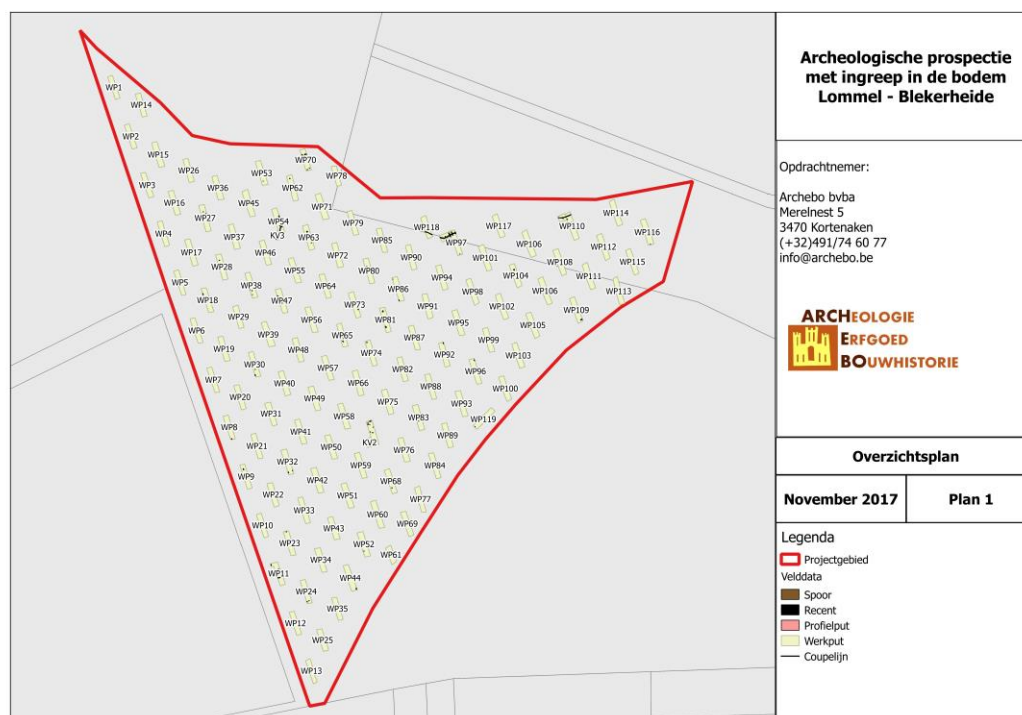 WP1
WP14
WP2
WP15
WP26
WP53
WP70
WP78
WP3
WP36
WP62
WP16
WP45
WP71
WP114
WP27
WP54
WP79
WP118
WP117
WP110
WP116
WP4
WP37
KV3
WP63
WP85
WP97
WP106
WP112
WP17
WP46
WP72
WP90
WP101
WP108
WP115
WP28
WP55
WP80
WP94
WP104
WP111
WP5
WP38
WP64
WP86
WP98
WP106
WP113
WP18
WP47
WP73
WP91
WP102
WP109
WP29
WP56
WP81
WP95
WP105
WP6
WP39
WP65
WP87
WP99
WP19
WP48
WP74
WP92
WP103
WP30
WP57
WP82
WP96
WP7
WP40
WP66
WP88
WP100
WP20
WP49
WP75
WP93
WP31
WP58
WP83
WP119
WP8
WP41
WP89
WP21
WP50
KV2
WP76
WP32
WP59
WP84
WP9
WP42
WP68
WP22
WP51
WP77
WP33
WP60
WP10
WP43
WP69
WP23
WP52
WP34
WP61
WP11
WP44
WP24
WP35
WP12
WP25
WP13
Archeologische prospectie
met ingreep in de bodem
Lommel - Blekerheide
Opdrachtnemer:
Archebo bvba
Merelnest 5
3470 Kortenaken
(+32)491/74 60 77
info@archebo.be
ARCHEOLOGIE
ERFGOED
BOUWHISTORIE
Overzichtsplan
November 2017
Plan 1
Legenda
Projectgebied
Velddata
Spoor
Recent
Profielput
Werkput
Coupelijn